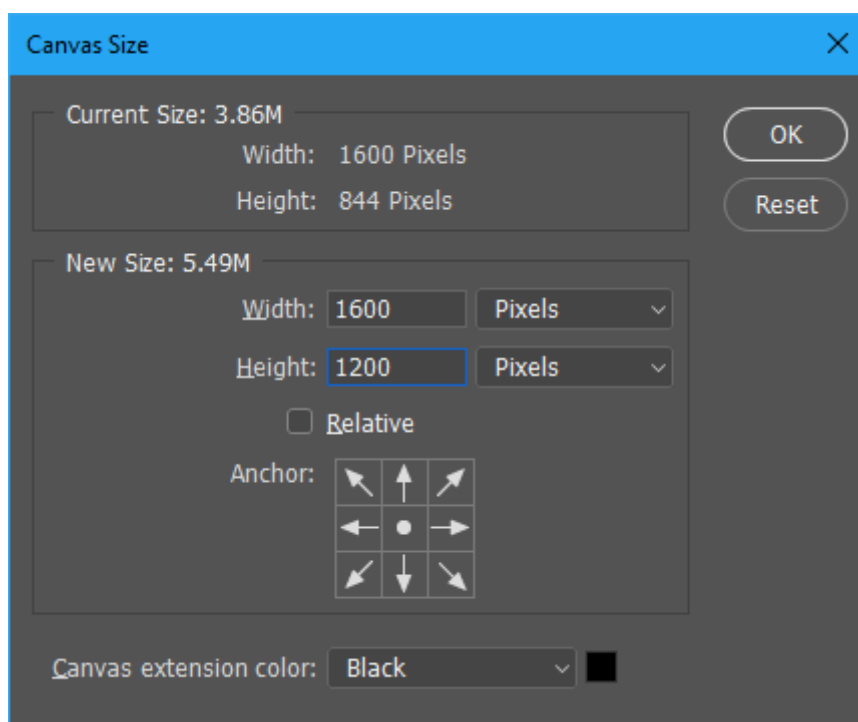 Canvas Size
Current Size: 3.86M
Width: 1600 Pixels
Height: 844 Pixels
OK
Reset
New Size: 5.49M
Width: 1600 Pixels
Height: 1200 Pixels
Relative
Anchor:
Canvas extension color: Black